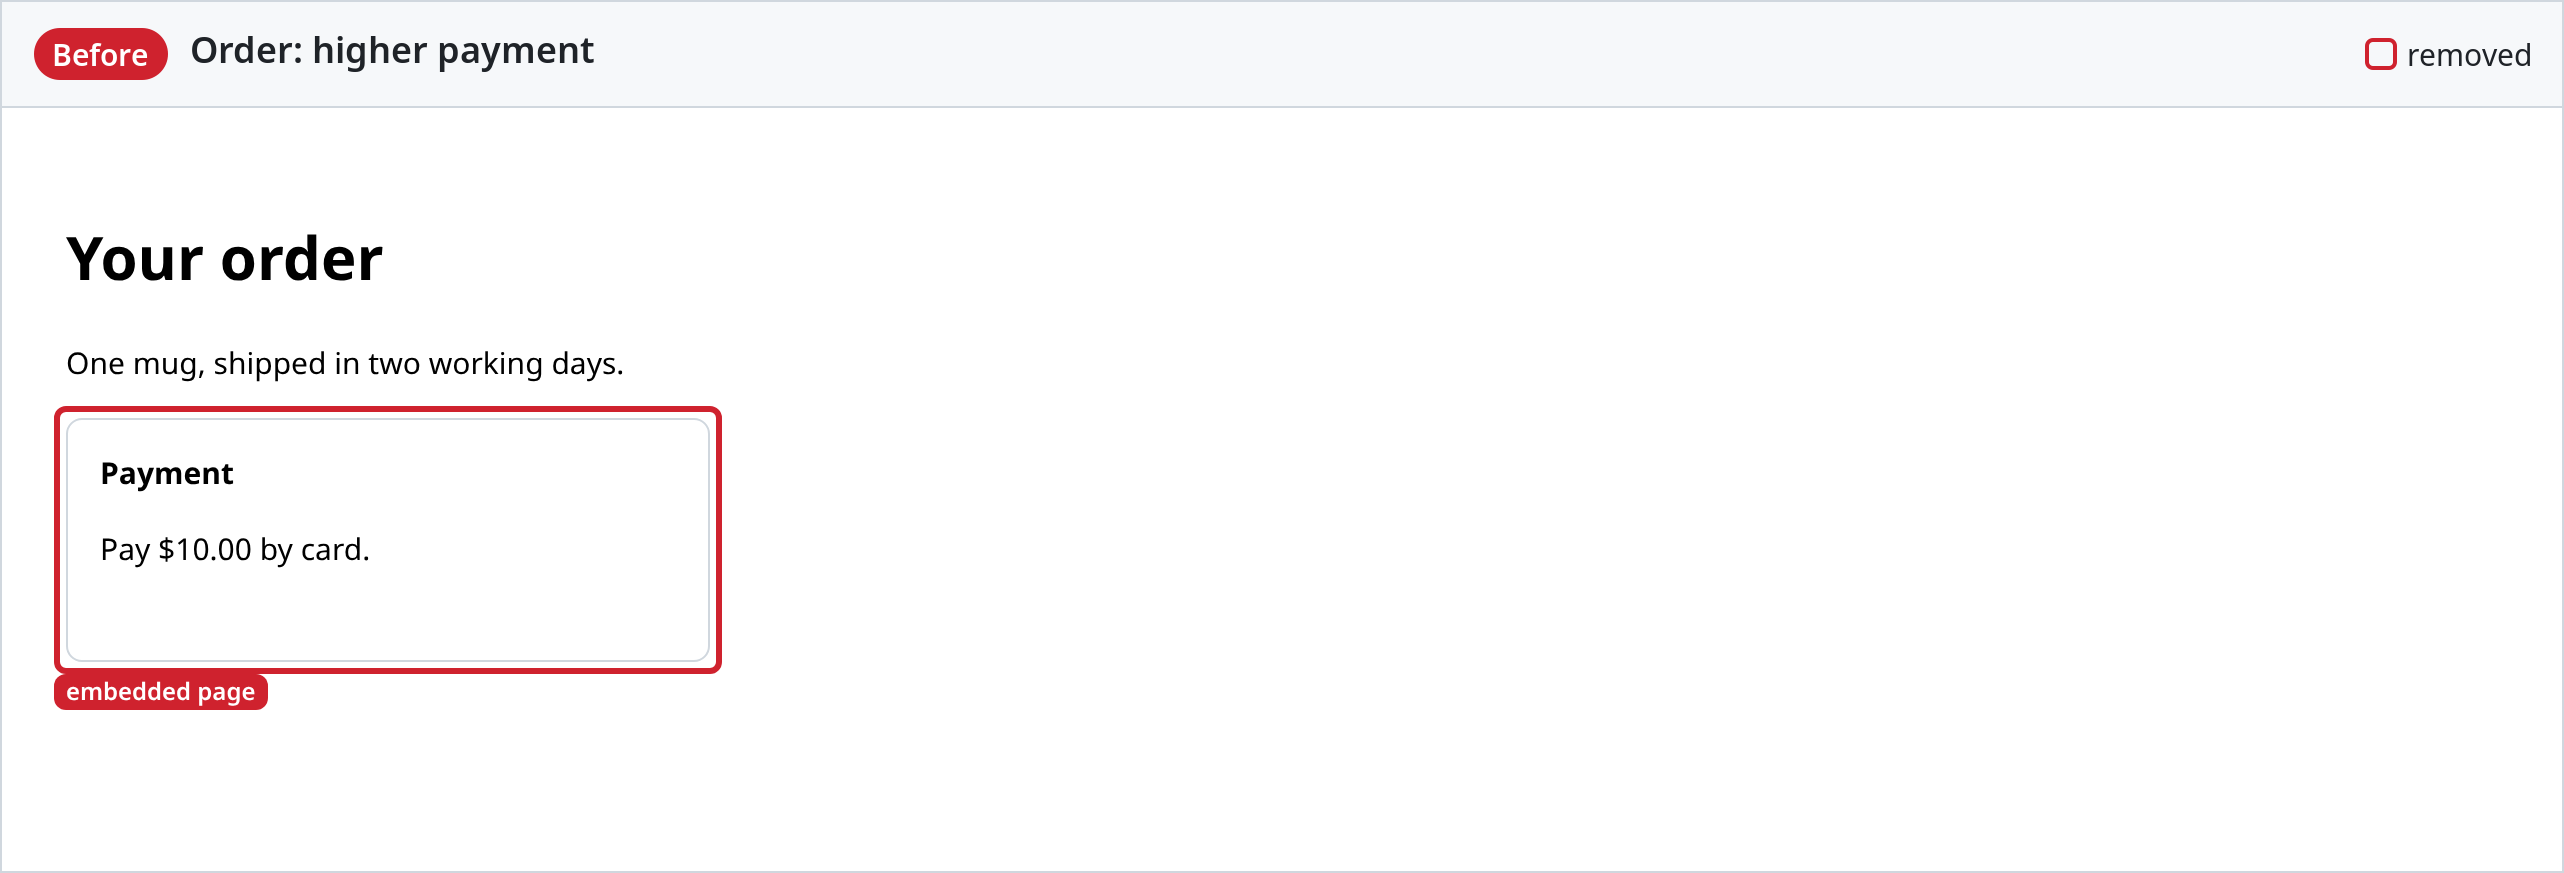 Before Order: higher payment removed
Your order
One mug, shipped in two working days.
Payment
Pay $10.00 by card.
embedded page